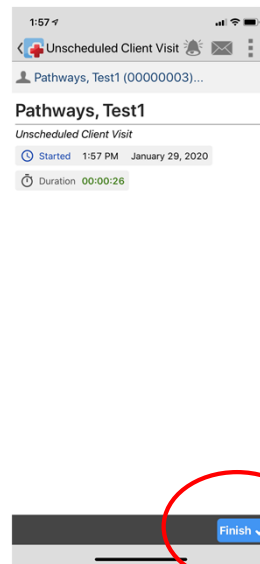 1:57
Unscheduled Client Visit
Pathways, Test1 (00000003)...
Pathways, Test1
Unscheduled Client Visit
Started 1:57 PM January 29, 2020
Duration 00:00:26
Finish